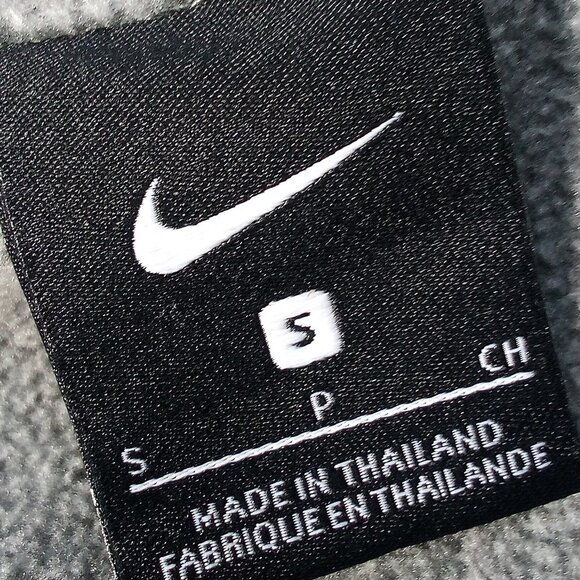 S
S P CH
MADE IN THAILAND
FABRIQUE EN THAILANDE